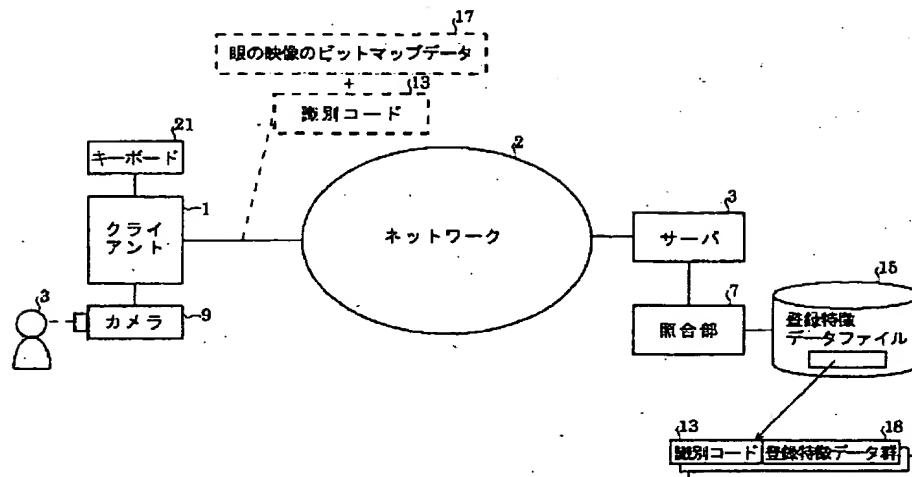 17
眼の映像のビットマップデータ
+
13
識別コード
21
キーボード
2
1
クライ
アント
ネットワーク
3
サーバ
15
3
カメラ
9
7
照合部
登録特徴
データファイル
13
18
識別コード
登録特徴データ群